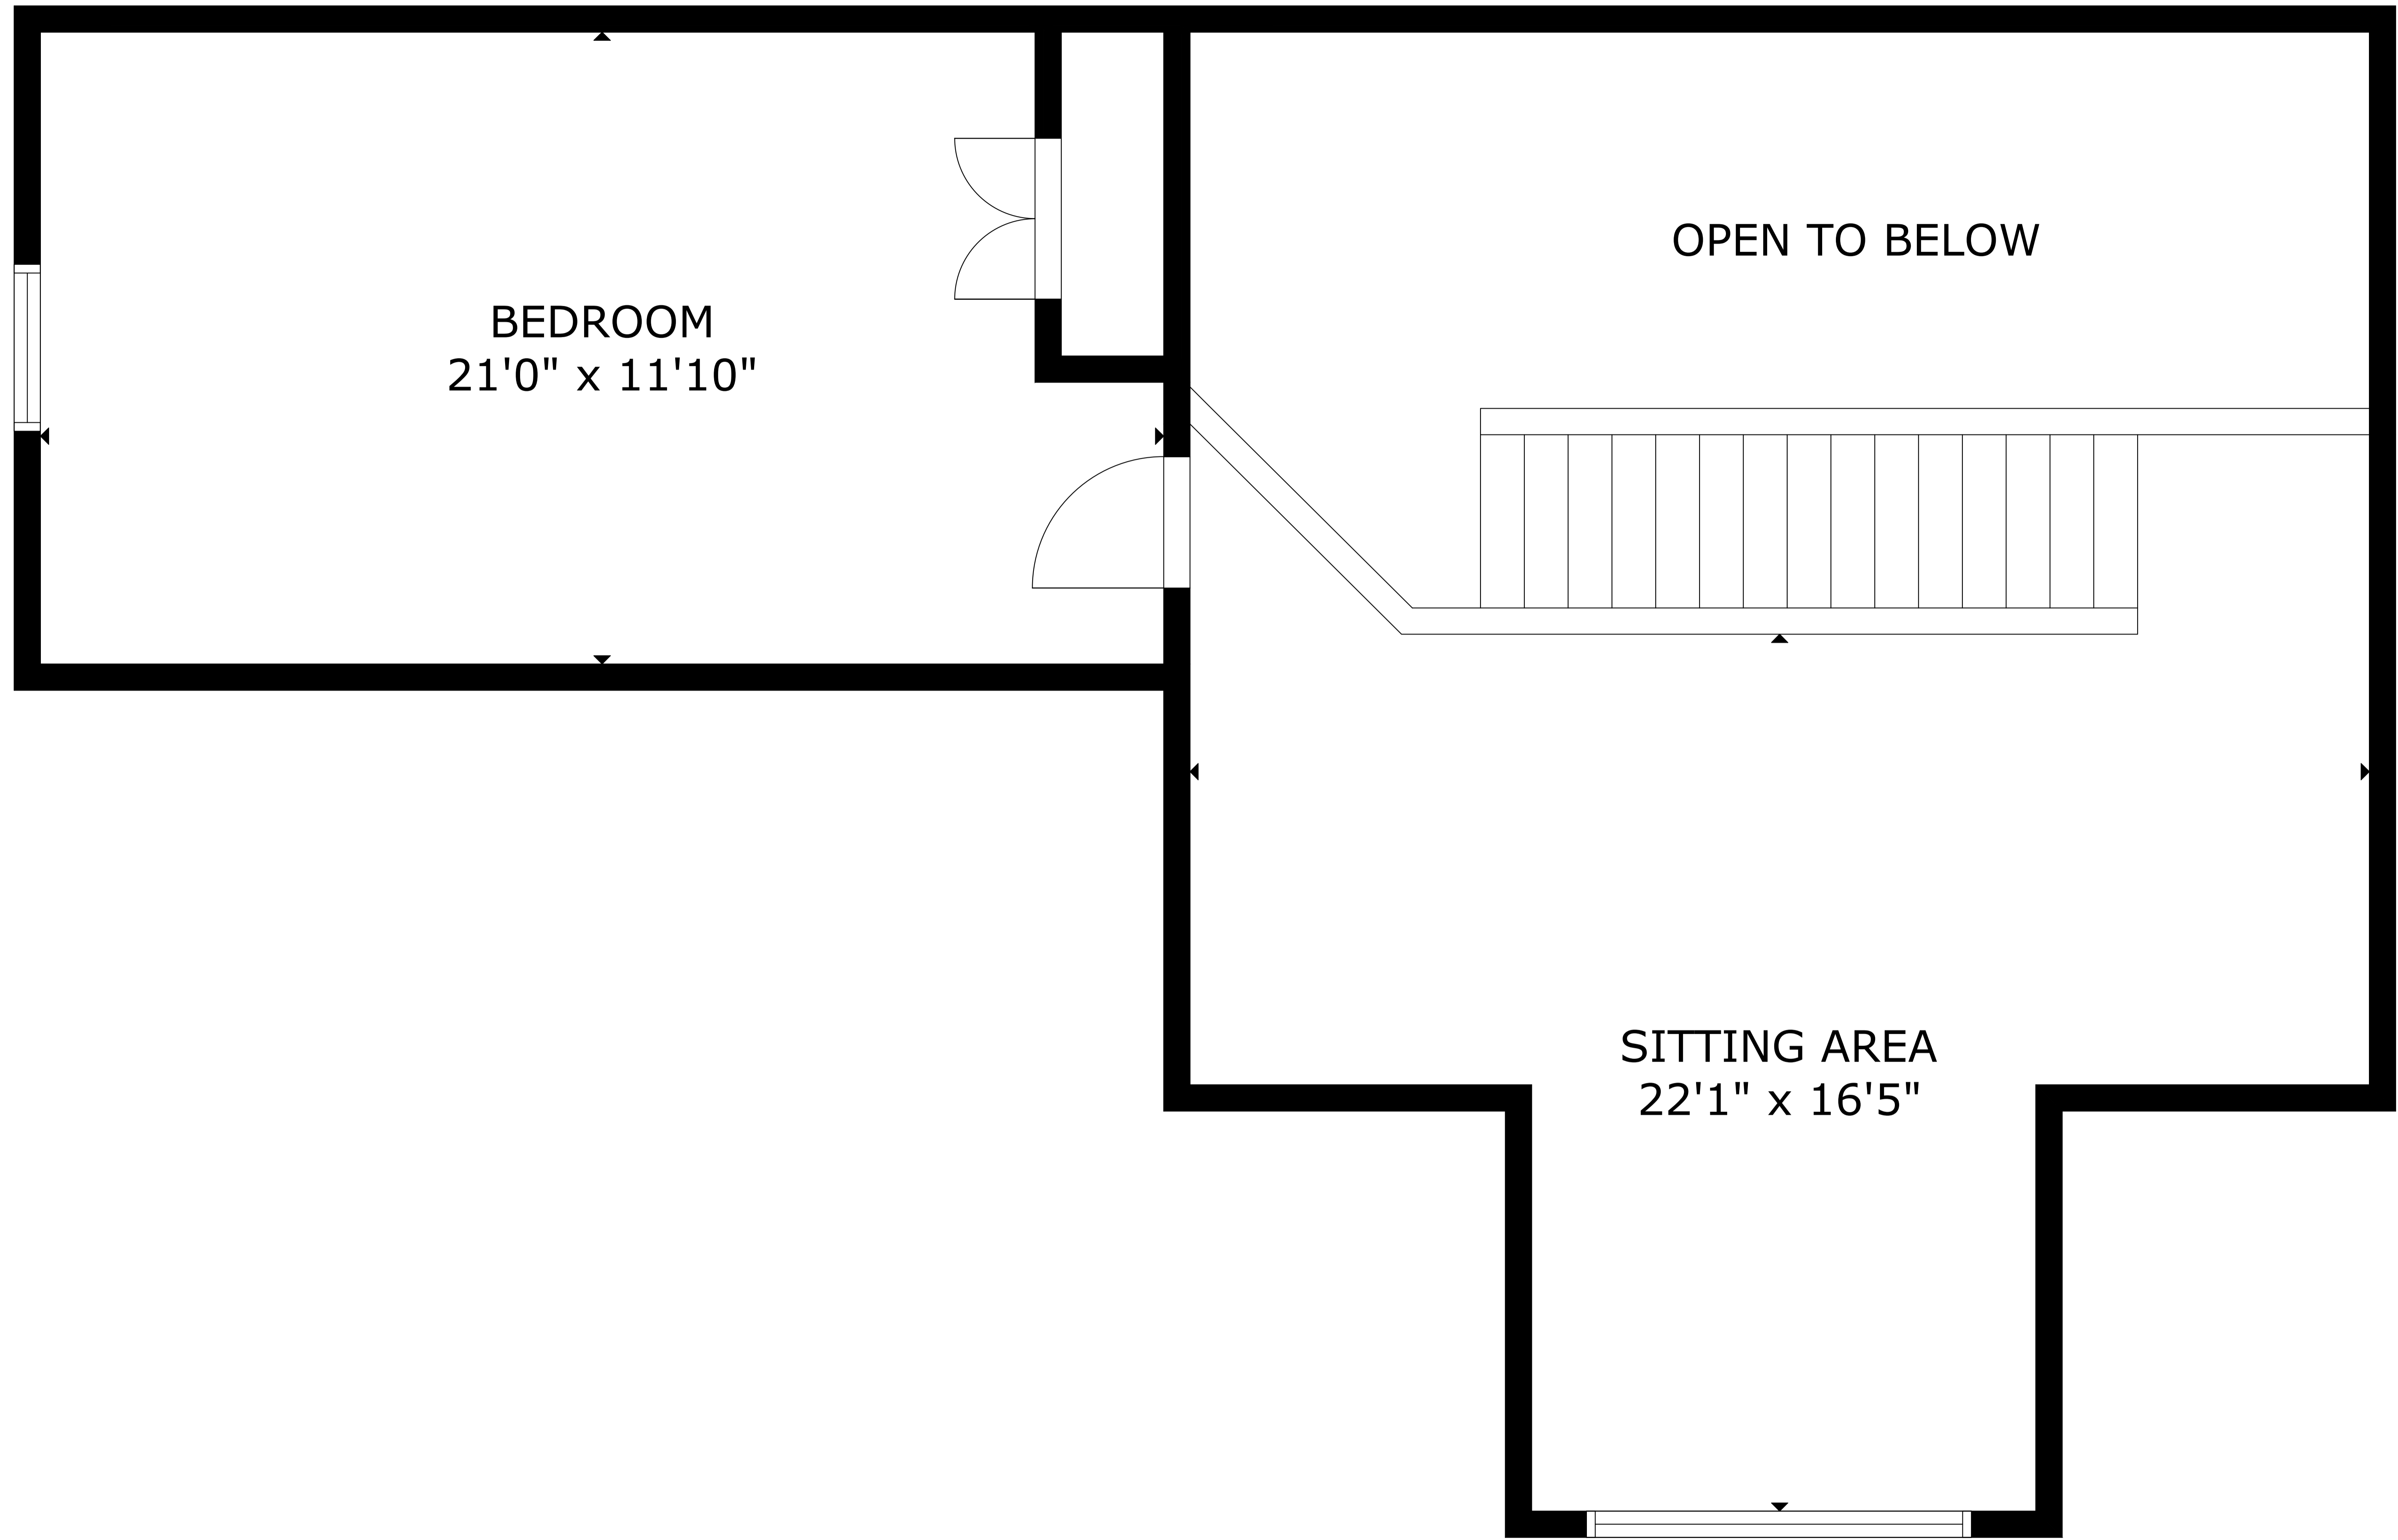 OPEN TO BELOW
BEDROOM
21'0" x 11'10"
SITTING AREA
22'1" x 16'5"